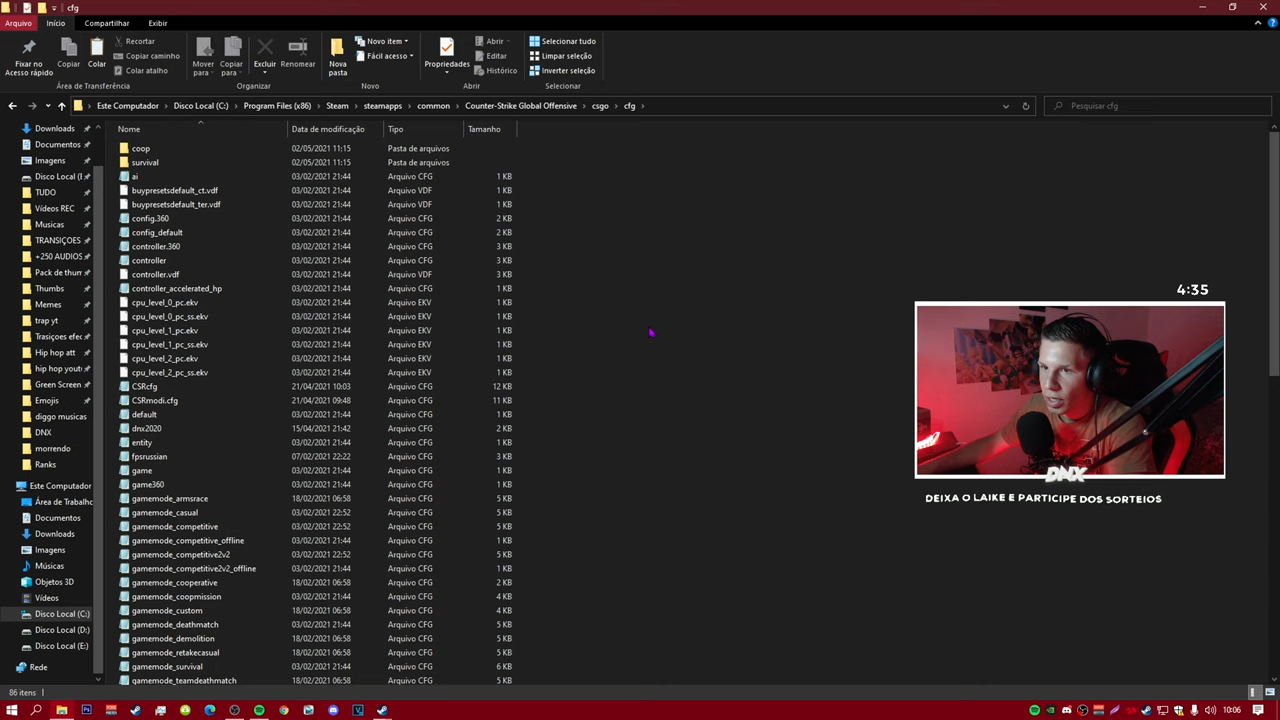 cfg
Arquivo Início Compartilhar Exibir
Fixar no Acesso rápido
Copiar
Colar
Recortar
Copiar caminho
Colar atalho
Área de Transferência
Mover para
Copiar para
Excluir
Renomear
Organizar
Nova pasta
Novo item
Fácil acesso
Novo
Propriedades
Abrir
Editar
Histórico
Abrir
Selecionar tudo
Limpar seleção
Inverter seleção
Selecionar
Este Computador > Disco Local (C:) > Program Files (x86) > Steam > steamapps > common > Counter-Strike Global Offensive > csgo > cfg >
Pesquisar cfg
Downloads
Documentos
Imagens
Disco Local (E
TUDO
Vídeos REC
Musicas
TRANSIÇOES
+250 AUDIOS
Pack de thum
Thumbs
Memes
trap yt
Trasiçoes efec
Hip hop att
hip hop youtu
Green Screen
Emojis
diggo musicas
DNX
morrendo
Ranks
Este Computador
Área de Trabalho
Documentos
Downloads
Imagens
Músicas
Objetos 3D
Vídeos
Disco Local (C:)
Disco Local (D:)
Disco Local (E:)
Rede
Nome Data de modificação Tipo Tamanho
coop 02/05/2021 11:15 Pasta de arquivos
survival 02/05/2021 11:15 Pasta de arquivos
ai 03/02/2021 21:44 Arquivo CFG 1 KB
buypresetsdefault_ct.vdf 03/02/2021 21:44 Arquivo VDF 1 KB
buypresetsdefault_ter.vdf 03/02/2021 21:44 Arquivo VDF 1 KB
config.360 03/02/2021 21:44 Arquivo CFG 2 KB
config_default 03/02/2021 21:44 Arquivo CFG 2 KB
controller.360 03/02/2021 21:44 Arquivo CFG 3 KB
controller 03/02/2021 21:44 Arquivo CFG 3 KB
controller.vdf 03/02/2021 21:44 Arquivo VDF 3 KB
controller_accelerated_hp 03/02/2021 21:44 Arquivo CFG 1 KB
cpu_level_0_pc.ekv 03/02/2021 21:44 Arquivo EKV 1 KB
cpu_level_0_pc_ss.ekv 03/02/2021 21:44 Arquivo EKV 1 KB
cpu_level_1_pc.ekv 03/02/2021 21:44 Arquivo EKV 1 KB
cpu_level_1_pc_ss.ekv 03/02/2021 21:44 Arquivo EKV 1 KB
cpu_level_2_pc.ekv 03/02/2021 21:44 Arquivo EKV 1 KB
cpu_level_2_pc_ss.ekv 03/02/2021 21:44 Arquivo EKV 1 KB
CSRcfg 21/04/2021 10:03 Arquivo CFG 12 KB
CSRmodi.cfg 21/04/2021 09:48 Arquivo CFG 11 KB
default 03/02/2021 21:44 Arquivo CFG 1 KB
dnx2020 15/04/2021 21:42 Arquivo CFG 2 KB
entity 03/02/2021 21:44 Arquivo CFG 1 KB
fpsrussian 07/02/2021 22:22 Arquivo CFG 3 KB
game 03/02/2021 21:44 Arquivo CFG 1 KB
game360 03/02/2021 21:44 Arquivo CFG 1 KB
gamemode_armsrace 18/02/2021 06:58 Arquivo CFG 5 KB
gamemode_casual 03/02/2021 22:52 Arquivo CFG 5 KB
gamemode_competitive 03/02/2021 22:52 Arquivo CFG 5 KB
gamemode_competitive_offline 03/02/2021 21:44 Arquivo CFG 1 KB
gamemode_competitive2v2 03/02/2021 22:52 Arquivo CFG 5 KB
gamemode_competitive2v2_offline 03/02/2021 21:44 Arquivo CFG 1 KB
gamemode_cooperative 18/02/2021 06:58 Arquivo CFG 2 KB
gamemode_coopmission 03/02/2021 21:44 Arquivo CFG 4 KB
gamemode_custom 18/02/2021 06:58 Arquivo CFG 4 KB
gamemode_deathmatch 03/02/2021 21:44 Arquivo CFG 5 KB
gamemode_demolition 18/02/2021 06:58 Arquivo CFG 5 KB
gamemode_retakecasual 18/02/2021 06:58 Arquivo CFG 5 KB
gamemode_survival 03/02/2021 21:44 Arquivo CFG 6 KB
gamemode_teamdeathmatch 18/02/2021 06:58 Arquivo CFG 5 KB
4:35
DNX
DEIXA O LAIKE E PARTICIPE DOS SORTEIOS
86 itens
10:06